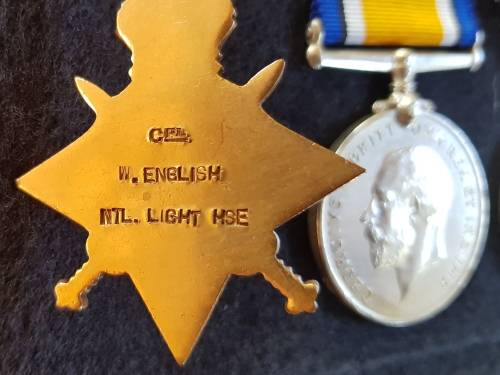 CPL.
W. ENGLISH
NTL. LIGHT HSE